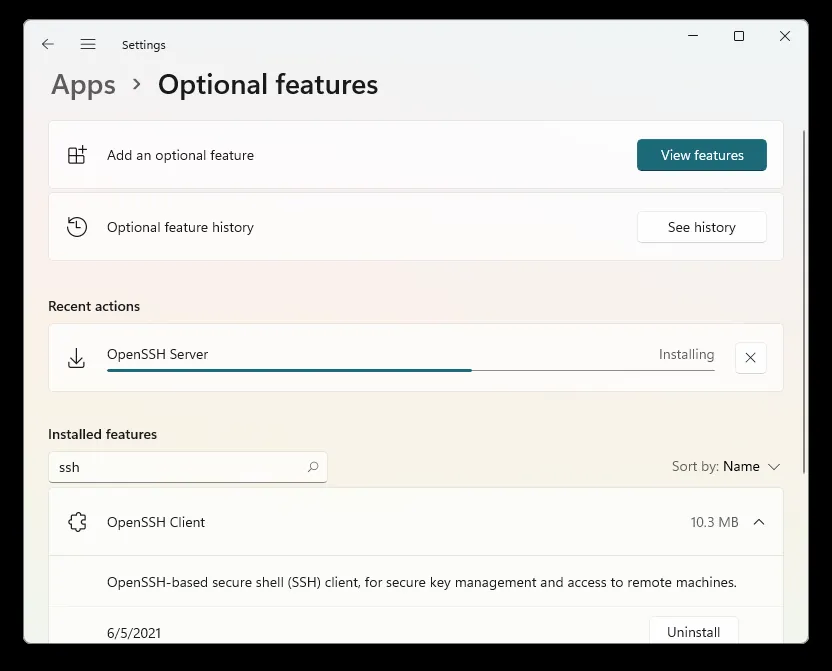 Settings
Apps › Optional features
Add an optional feature View features
Optional feature history See history
Recent actions
OpenSSH Server Installing
Installed features
ssh Sort by: Name
OpenSSH Client 10.3 MB
OpenSSH-based secure shell (SSH) client, for secure key management and access to remote machines.
6/5/2021 Uninstall